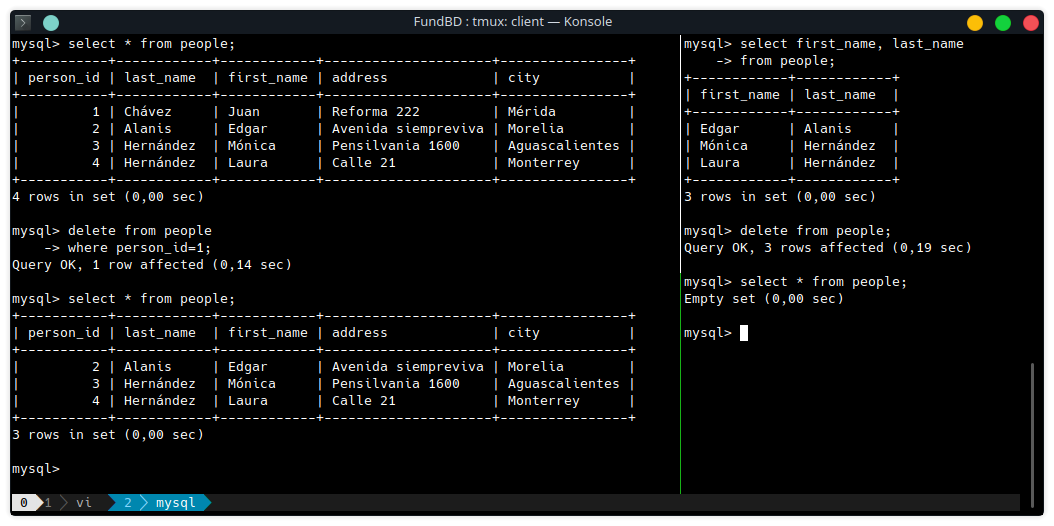 FundBD : tmux: client — Konsole
mysql> select * from people;
+-----------+-----------+------------+---------------------+----------------+
| person_id | last_name | first_name | address             | city           |
+-----------+-----------+------------+---------------------+----------------+
|         1 | Chávez    | Juan       | Reforma 222         | Mérida         |
|         2 | Alanis    | Edgar      | Avenida siempreviva | Morelia        |
|         3 | Hernández | Mónica     | Pensilvania 1600    | Aguascalientes |
|         4 | Hernández | Laura      | Calle 21            | Monterrey      |
+-----------+-----------+------------+---------------------+----------------+
4 rows in set (0,00 sec)
mysql> delete from people
    -> where person_id=1;
Query OK, 1 row affected (0,14 sec)
mysql> select * from people;
+-----------+-----------+------------+---------------------+----------------+
| person_id | last_name | first_name | address             | city           |
+-----------+-----------+------------+---------------------+----------------+
|         2 | Alanis    | Edgar      | Avenida siempreviva | Morelia        |
|         3 | Hernández | Mónica     | Pensilvania 1600    | Aguascalientes |
|         4 | Hernández | Laura      | Calle 21            | Monterrey      |
+-----------+-----------+------------+---------------------+----------------+
3 rows in set (0,00 sec)
mysql>
mysql> select first_name, last_name
    -> from people;
+------------+-----------+
| first_name | last_name |
+------------+-----------+
| Edgar      | Alanis    |
| Mónica     | Hernández |
| Laura      | Hernández |
+------------+-----------+
3 rows in set (0,00 sec)
mysql> delete from people;
Query OK, 3 rows affected (0,19 sec)
mysql> select * from people;
Empty set (0,00 sec)
mysql>
0 1 vi 2 mysql